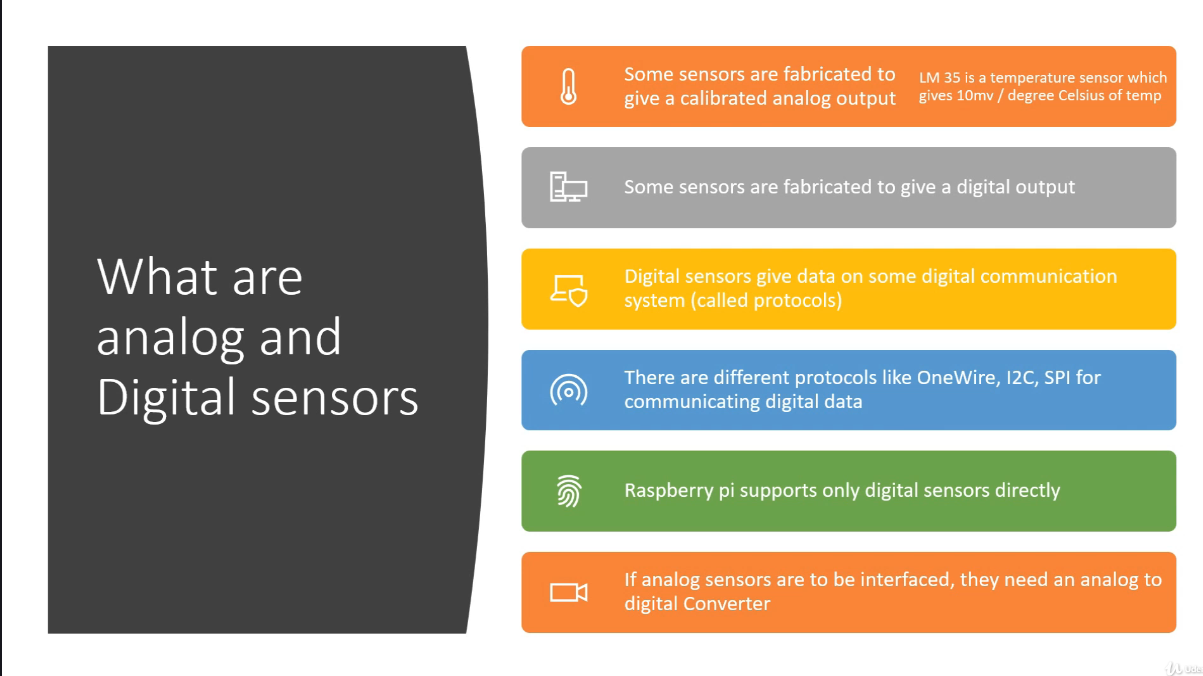 What are
analog and
Digital sensors
Some sensors are fabricated to
give a calibrated analog output
LM 35 is a temperature sensor which
gives 10mv / degree Celsius of temp
Some sensors are fabricated to give a digital output
Digital sensors give data on some digital communication
system (called protocols)
There are different protocols like OneWire, I2C, SPI for
communicating digital data
Raspberry pi supports only digital sensors directly
If analog sensors are to be interfaced, they need an analog to
digital Converter